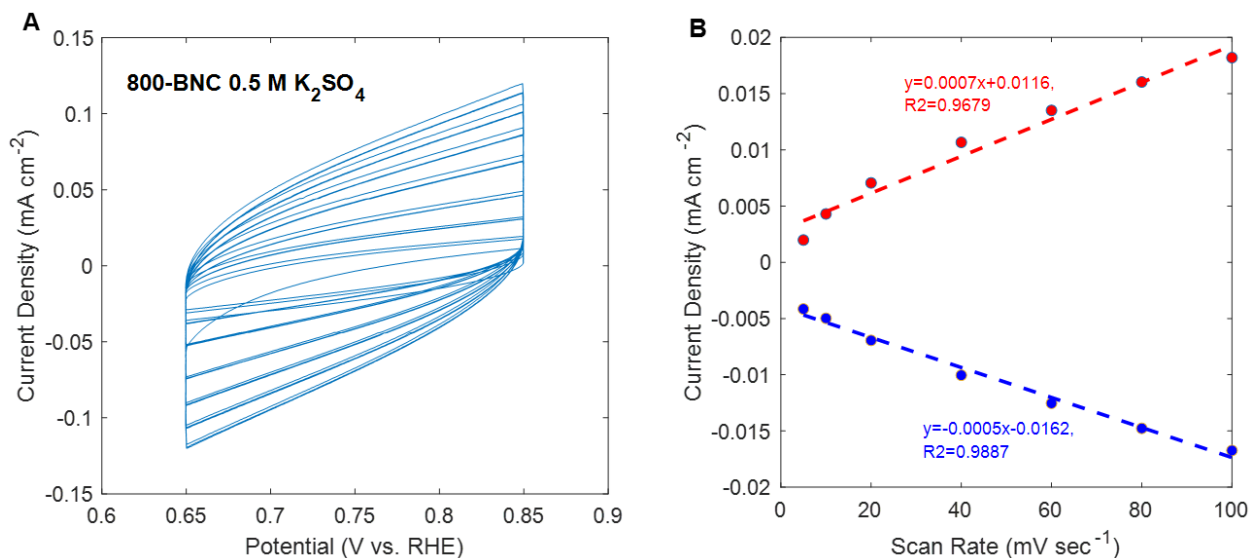 A
800-BNC 0.5 M K₂SO₄
Current Density (mA cm⁻²)
0.15
0.1
0.05
0
-0.05
-0.1
-0.15
0.6 0.65 0.7 0.75 0.8 0.85 0.9
Potential (V vs. RHE)
B
y=0.0007x+0.0116,
R2=0.9679
y=-0.0005x-0.0162,
R2=0.9887
Current Density (mA cm⁻²)
0.02
0.015
0.01
0.005
0
-0.005
-0.01
-0.015
-0.02
0 20 40 60 80 100
Scan Rate (mV sec⁻¹)